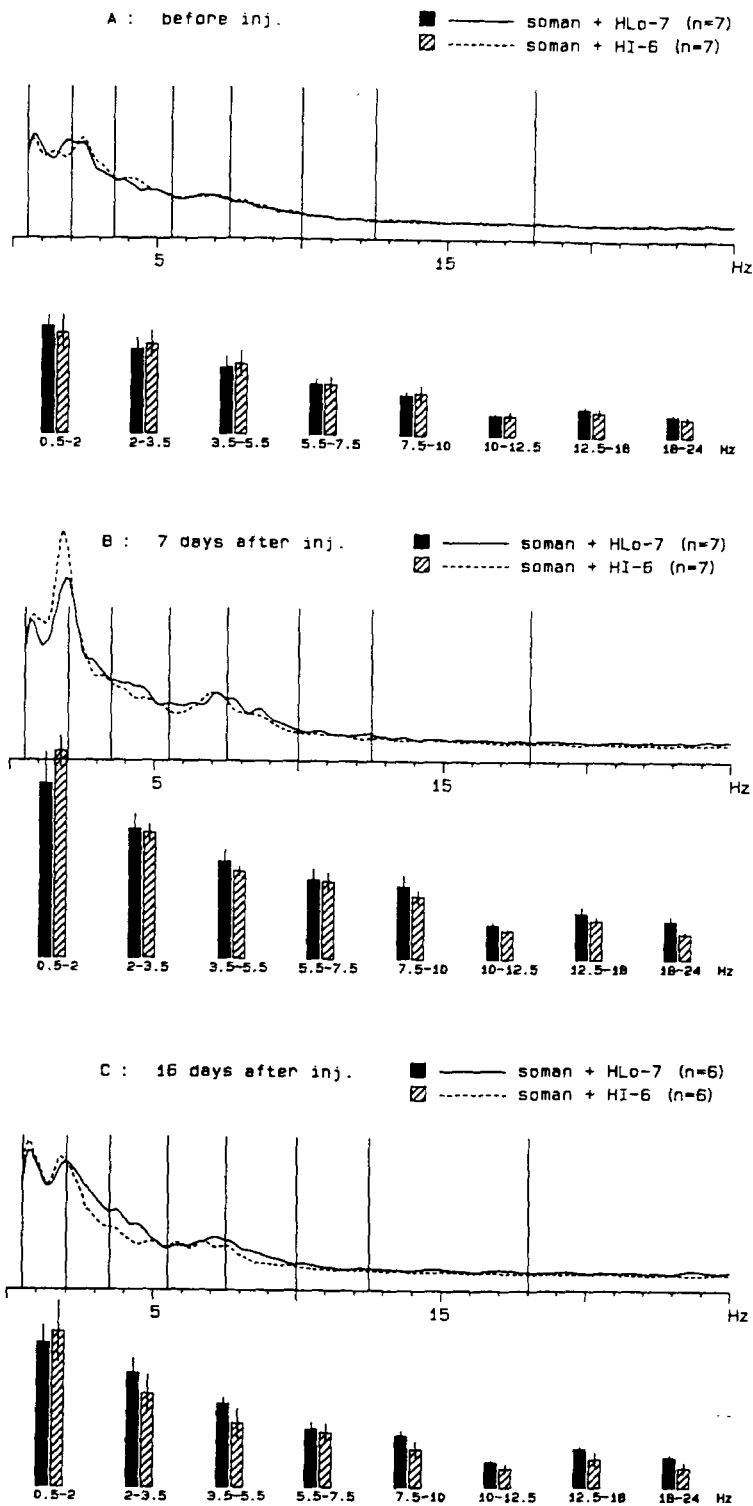 A : before inj.
soman + HLo-7 (n=7)
soman + HI-6 (n=7)
5 15 Hz
0.5-2 2-3.5 3.5-5.5 5.5-7.5 7.5-10 10-12.5 12.5-18 18-24 Hz
B : 7 days after inj.
soman + HLo-7 (n=7)
soman + HI-6 (n=7)
5 15 Hz
0.5-2 2-3.5 3.5-5.5 5.5-7.5 7.5-10 10-12.5 12.5-18 18-24 Hz
C : 16 days after inj.
soman + HLo-7 (n=6)
soman + HI-6 (n=6)
5 15 Hz
0.5-2 2-3.5 3.5-5.5 5.5-7.5 7.5-10 10-12.5 12.5-18 18-24 Hz